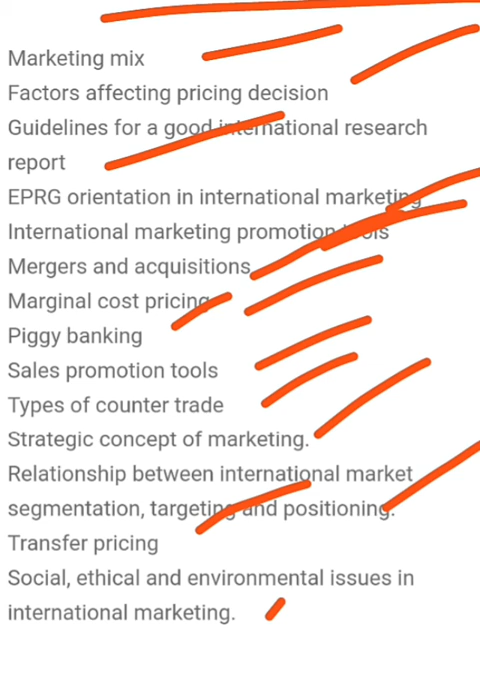 Marketing mix
Factors affecting pricing decision
Guidelines for a good international research
report
EPRG orientation in international marketing
International marketing promotion tools
Mergers and acquisitions
Marginal cost pricing
Piggy banking
Sales promotion tools
Types of counter trade
Strategic concept of marketing.
Relationship between international market
segmentation, targeting and positioning.
Transfer pricing
Social, ethical and environmental issues in
international marketing.